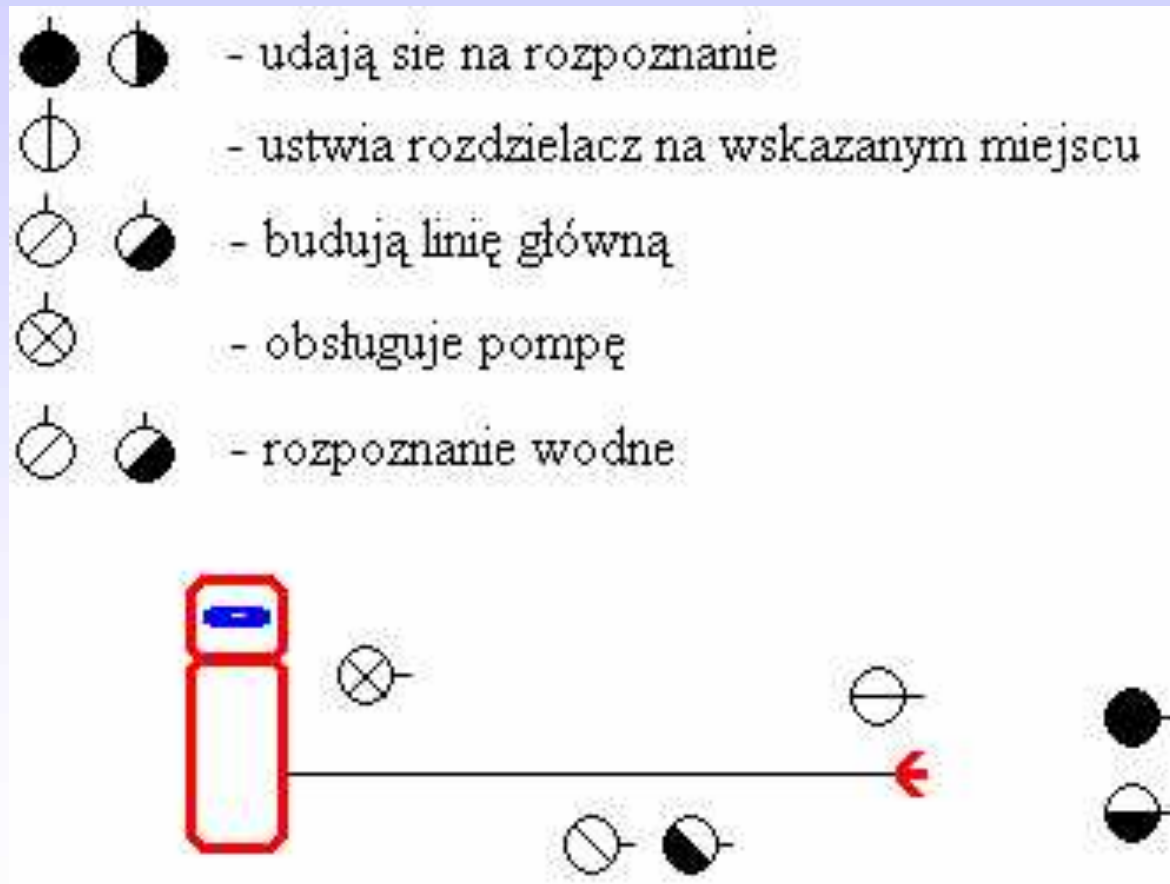 - udają sie na rozpoznanie
- ustwia rozdzielacz na wskazanym miejscu
- budują linię główną
- obsługuje pompę
- rozpoznanie wodne